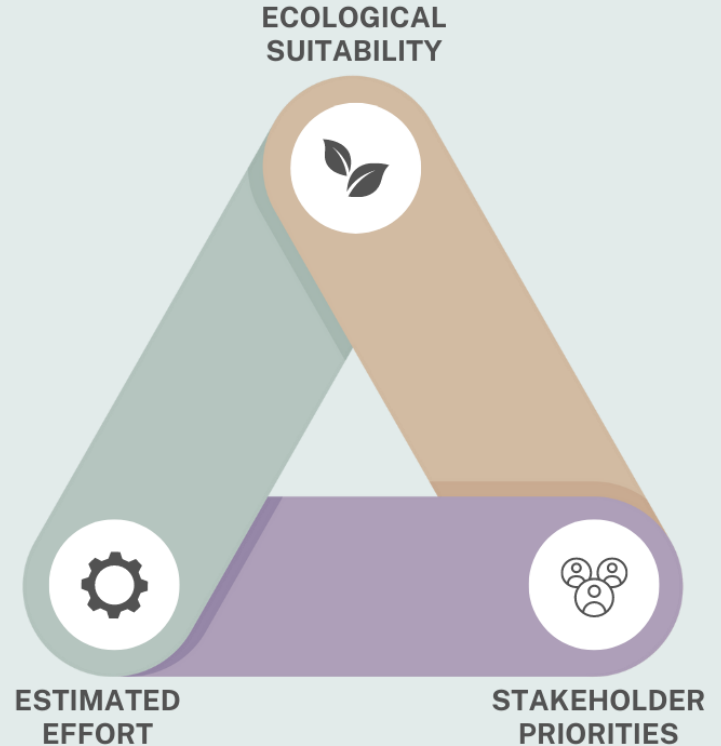 ECOLOGICAL
SUITABILITY
ESTIMATED
EFFORT
STAKEHOLDER
PRIORITIES